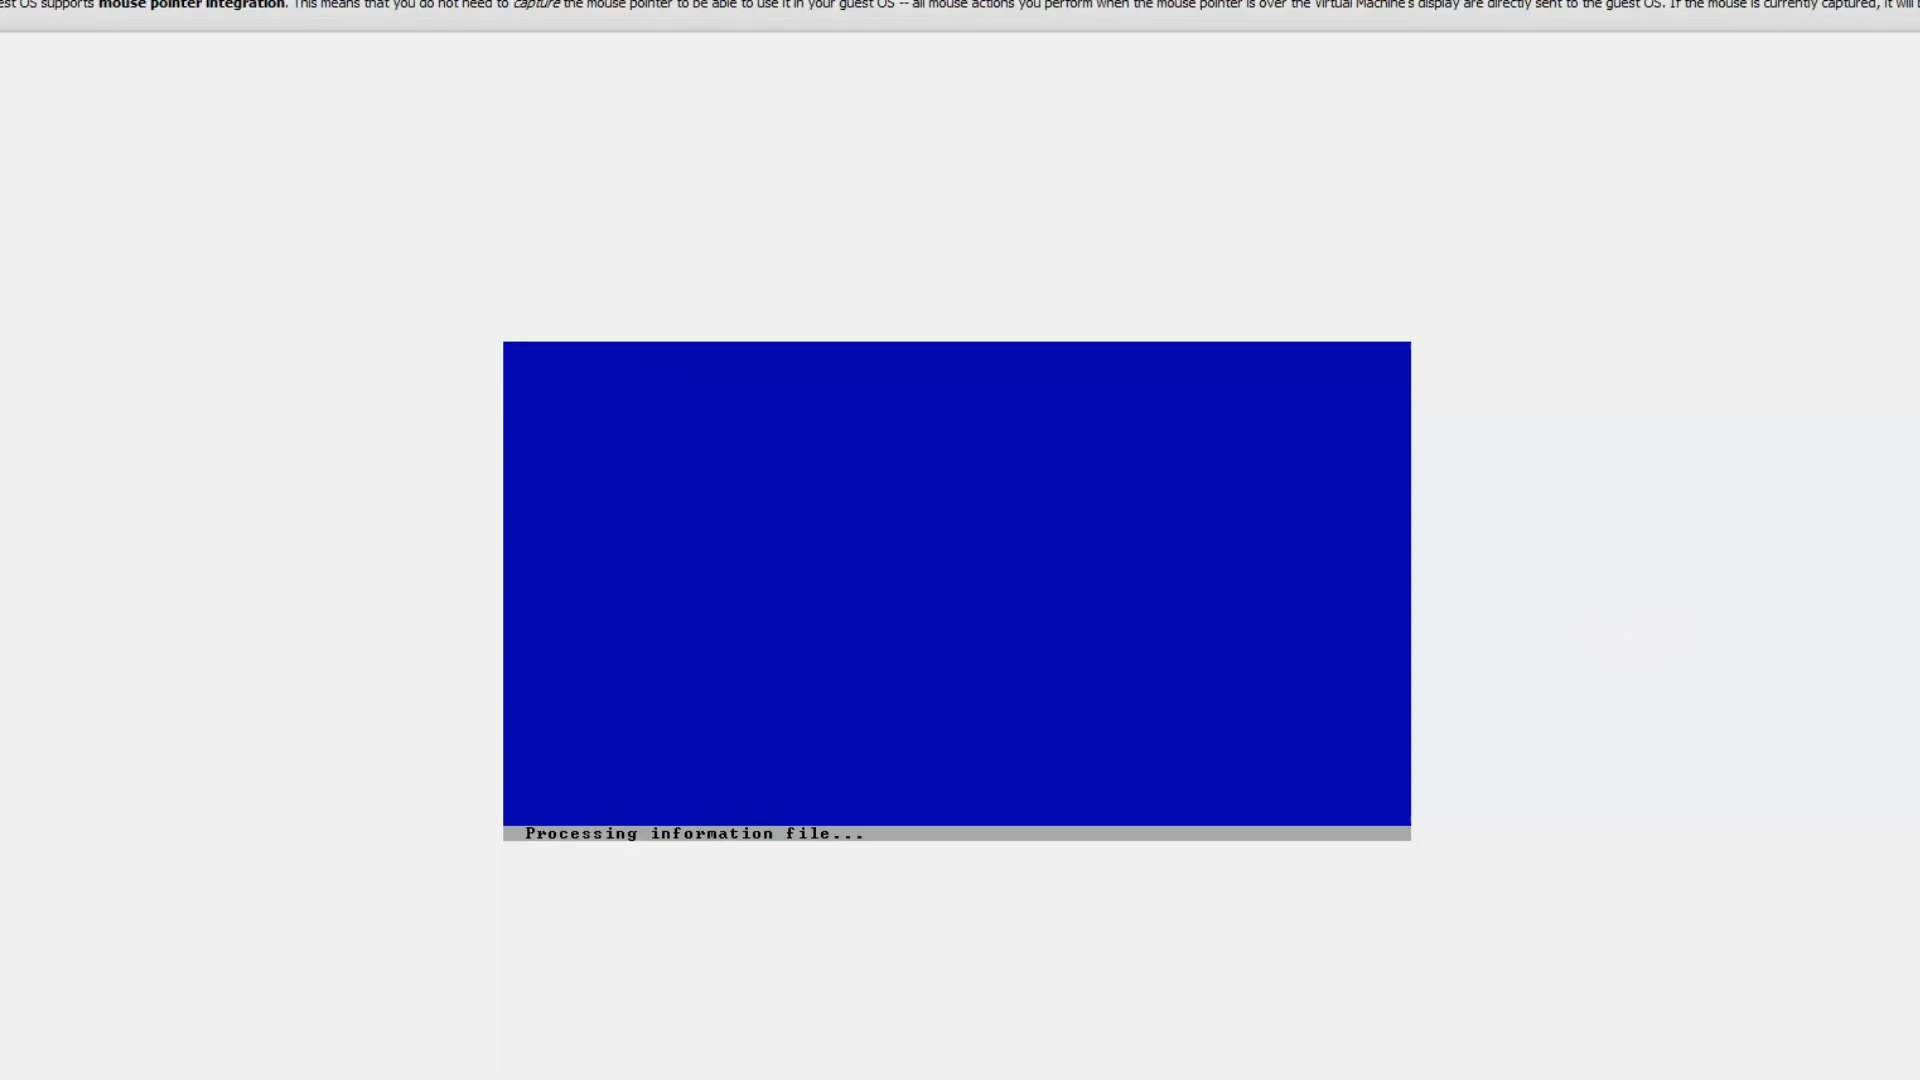 est OS supports mouse pointer integration. This means that you do not need to capture the mouse pointer to be able to use it in your guest OS -- all mouse actions you perform when the mouse pointer is over the Virtual Machine's display are directly sent to the guest OS. If the mouse is currently captured, it will
Processing information file...